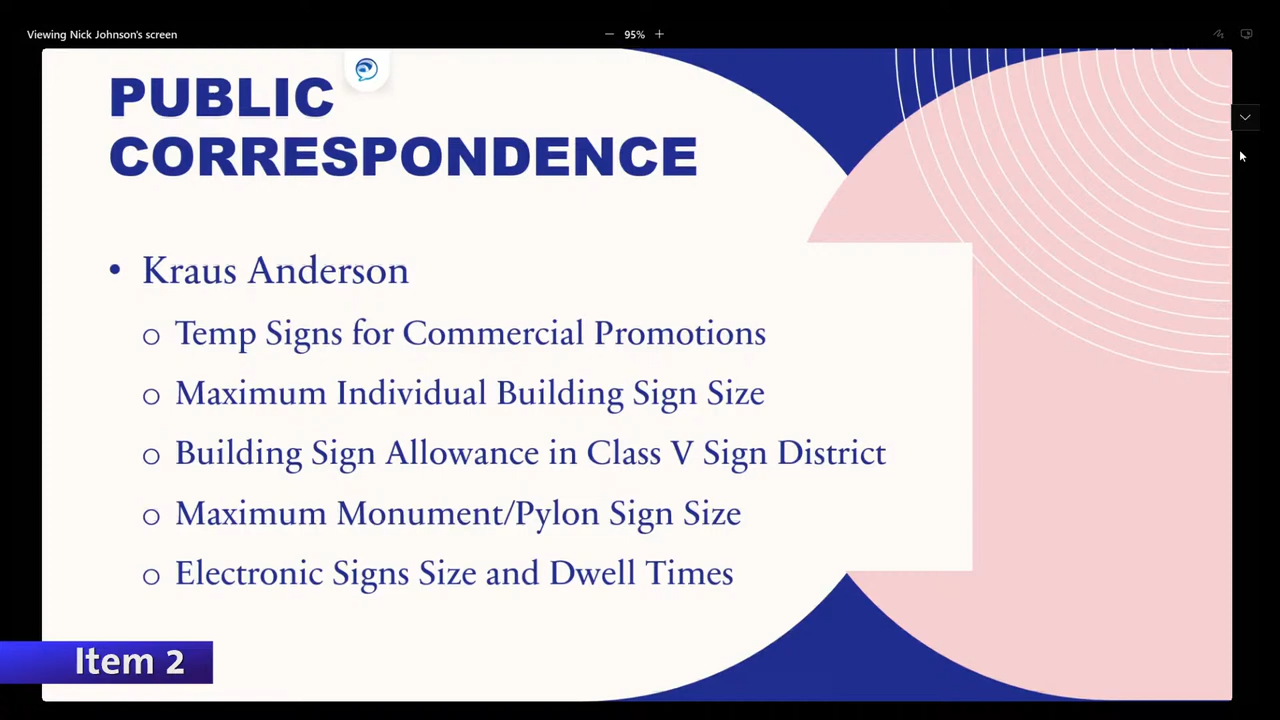 Viewing Nick Johnson's screen
95%
PUBLIC
CORRESPONDENCE
• Kraus Anderson
o Temp Signs for Commercial Promotions
o Maximum Individual Building Sign Size
o Building Sign Allowance in Class V Sign District
o Maximum Monument/Pylon Sign Size
o Electronic Signs Size and Dwell Times
Item 2